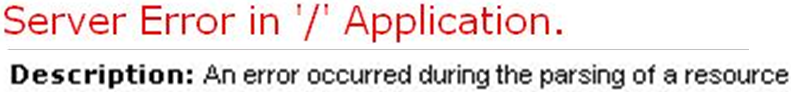 Server Error in '/' Application.
Description: An error occurred during the parsing of a resource